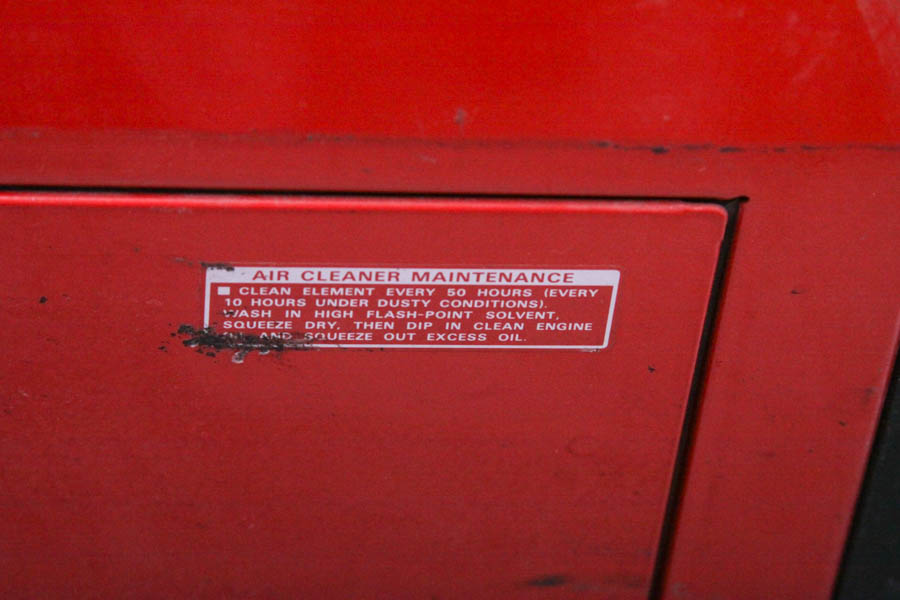 AIR CLEANER MAINTENANCE
■ CLEAN ELEMENT EVERY 50 HOURS (EVERY
10 HOURS UNDER DUSTY CONDITIONS).
WASH IN HIGH FLASH-POINT SOLVENT,
SQUEEZE DRY, THEN DIP IN CLEAN ENGINE
AND SQUEEZE OUT EXCESS OIL.